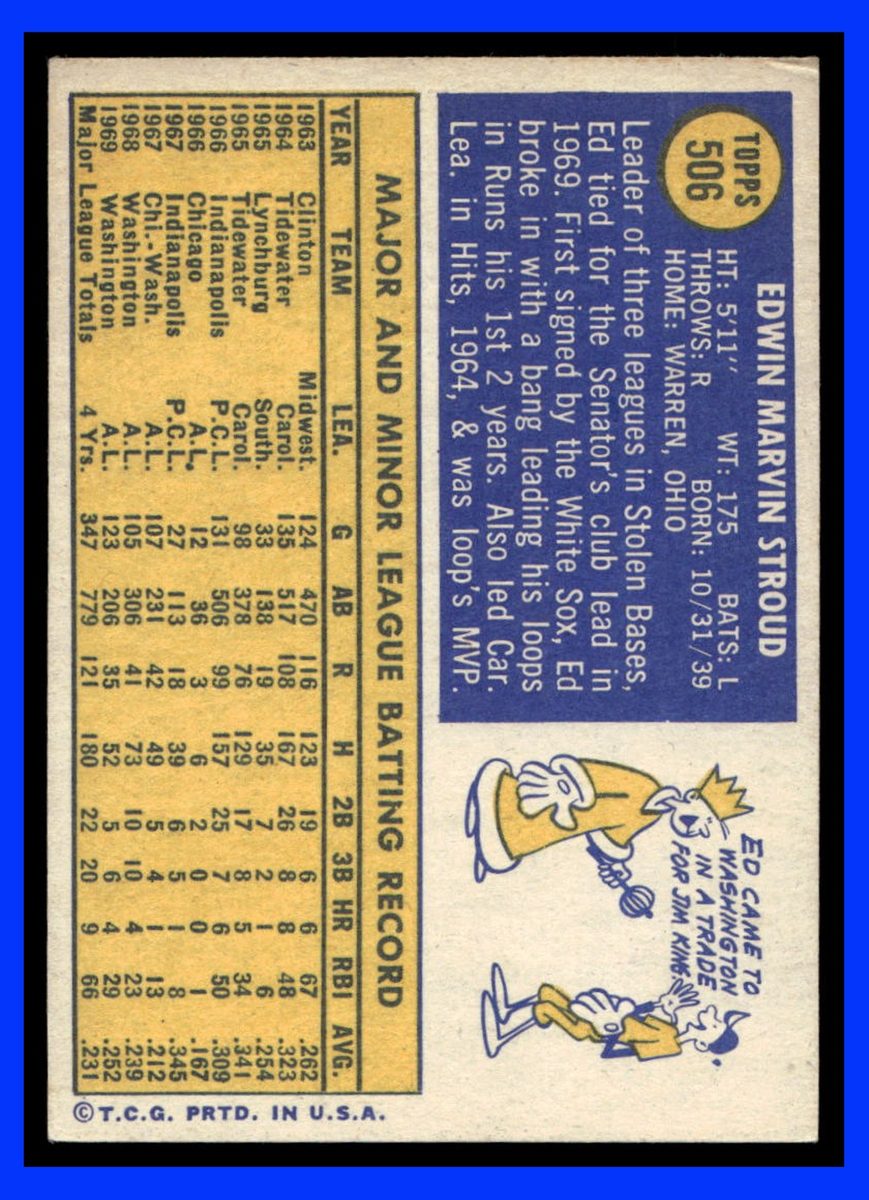 TOPPS
506
EDWIN MARVIN STROUD
HT: 5'11" WT: 175 BATS: L
THROWS: R BORN: 10/31/39
HOME: WARREN, OHIO
Leader of three leagues in Stolen Bases,
Ed tied for the Senator's club lead in
1969. First signed by the White Sox, Ed
broke in with a bang leading his loops
in Runs his 1st 2 years. Also led Car.
Lea. in Hits, 1964, & was loop's MVP.
ED CAME TO
WASHINGTON
IN A TRADE
FOR JIM KING.
MAJOR AND MINOR LEAGUE BATTING RECORD
YEAR TEAM LEA. G AB R H 2B 3B HR RBI AVG.
1963 Clinton Midwest. 124 470 116 123 19 6 6 67 .262
1964 Tidewater Carol. 135 517 108 167 26 8 8 48 .323
1965 Lynchburg South. 33 138 19 35 7 2 1 6 .254
1965 Tidewater Carol. 98 378 76 129 17 8 5 34 .341
1966 Indianapolis P.C.L. 131 506 99 157 25 7 6 50 .309
1966 Chicago A.L. 12 36 3 6 2 0 0 1 .167
1967 Indianapolis P.C.L. 27 113 18 39 6 5 1 8 .345
1967 Chi.-Wash. A.L. 107 231 42 49 5 4 1 13 .212
1968 Washington A.L. 105 306 41 73 10 10 4 23 .239
1969 Washington A.L. 123 206 35 52 5 6 4 29 .252
Major League Totals 4 Yrs. 347 779 121 180 22 20 9 66 .231
©T.C.G. PRTD. IN U.S.A.